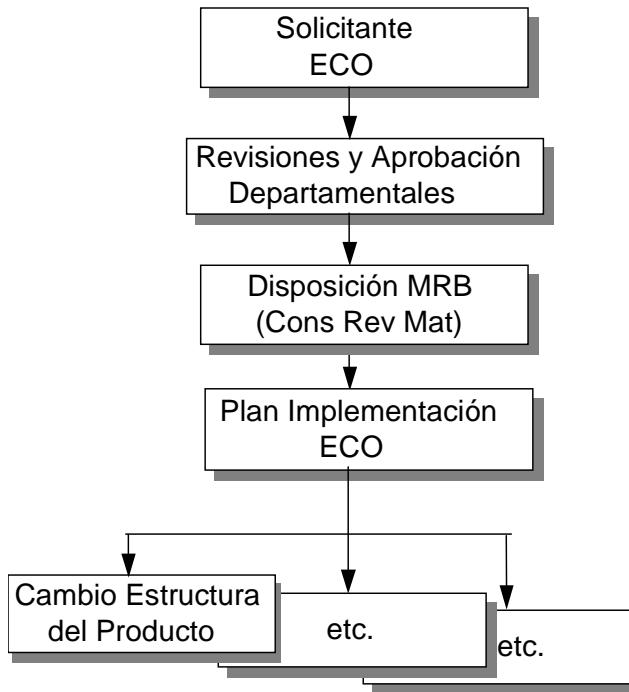 Solicitante
ECO
Revisiones y Aprobación
Departamentales
Disposición MRB
(Cons Rev Mat)
Plan Implementación
ECO
Cambio Estructura
del Producto
etc.
etc.